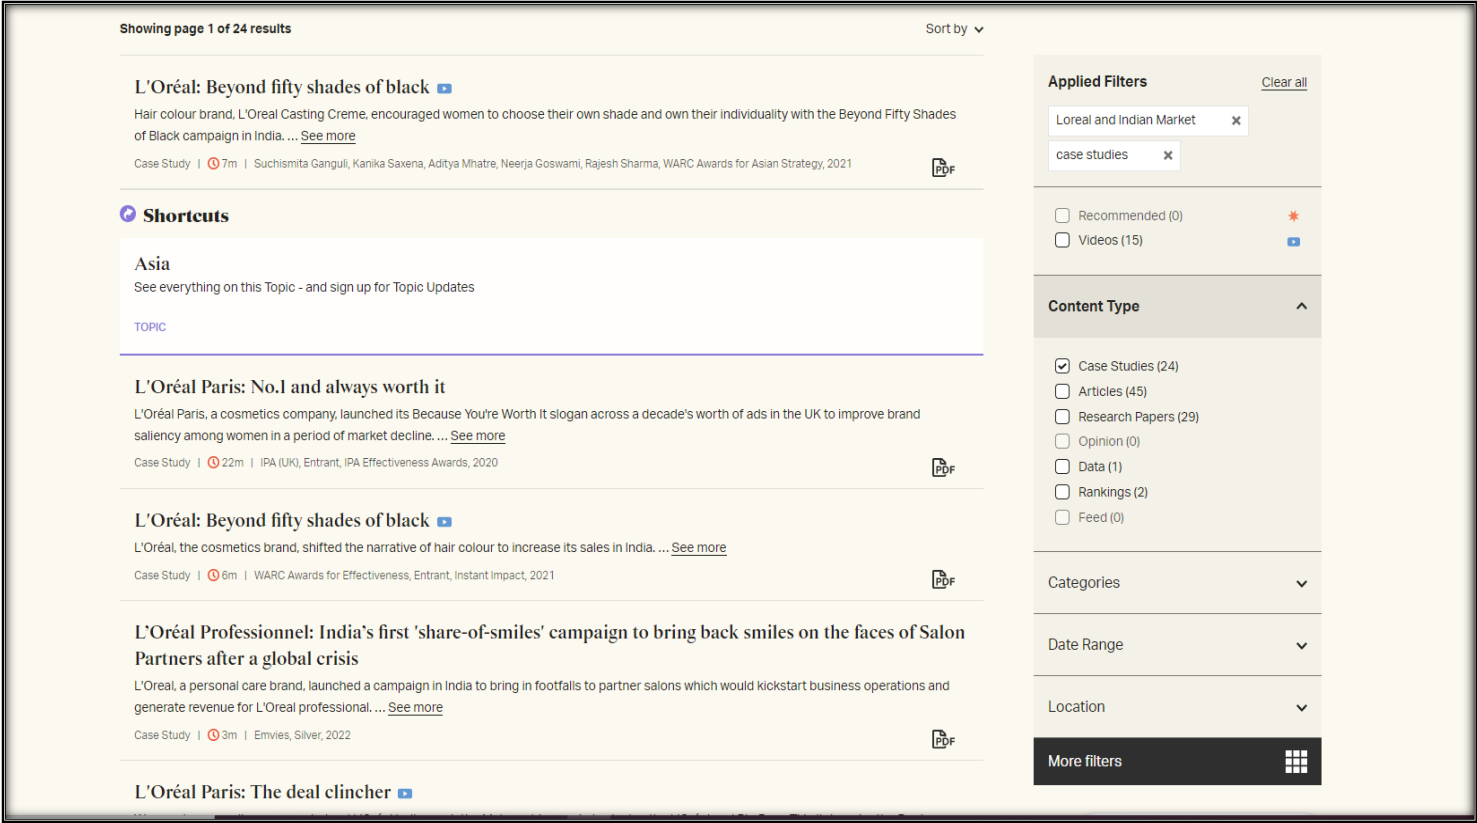 Showing page 1 of 24 results
Sort by
L'Oréal: Beyond fifty shades of black
Hair colour brand, L'Oreal Casting Creme, encouraged women to choose their own shade and own their individuality with the Beyond Fifty Shades
of Black campaign in India. ... See more
Case Study | 7m | Suchismita Ganguli, Kanika Saxena, Aditya Mhatre, Neerja Goswami, Rajesh Sharma, WARC Awards for Asian Strategy, 2021
PDF
Shortcuts
Asia
See everything on this Topic - and sign up for Topic Updates
TOPIC
L'Oréal Paris: No.1 and always worth it
L'Oréal Paris, a cosmetics company, launched its Because You're Worth It slogan across a decade's worth of ads in the UK to improve brand
saliency among women in a period of market decline. ... See more
Case Study | 22m | IPA (UK), Entrant, IPA Effectiveness Awards, 2020
PDF
L'Oréal: Beyond fifty shades of black
L'Oréal, the cosmetics brand, shifted the narrative of hair colour to increase its sales in India. ... See more
Case Study | 6m | WARC Awards for Effectiveness, Entrant, Instant Impact, 2021
PDF
L'Oréal Professionnel: India's first 'share-of-smiles' campaign to bring back smiles on the faces of Salon
Partners after a global crisis
L'Oreal, a personal care brand, launched a campaign in India to bring in footfalls to partner salons which would kickstart business operations and
generate revenue for L'Oreal professional. ... See more
Case Study | 3m | Emvies, Silver, 2022
PDF
L'Oréal Paris: The deal clincher
Applied Filters
Clear all
Loreal and Indian Market
case studies
Recommended (0)
Videos (15)
Content Type
Case Studies (24)
Articles (45)
Research Papers (29)
Opinion (0)
Data (1)
Rankings (2)
Feed (0)
Categories
Date Range
Location
More filters